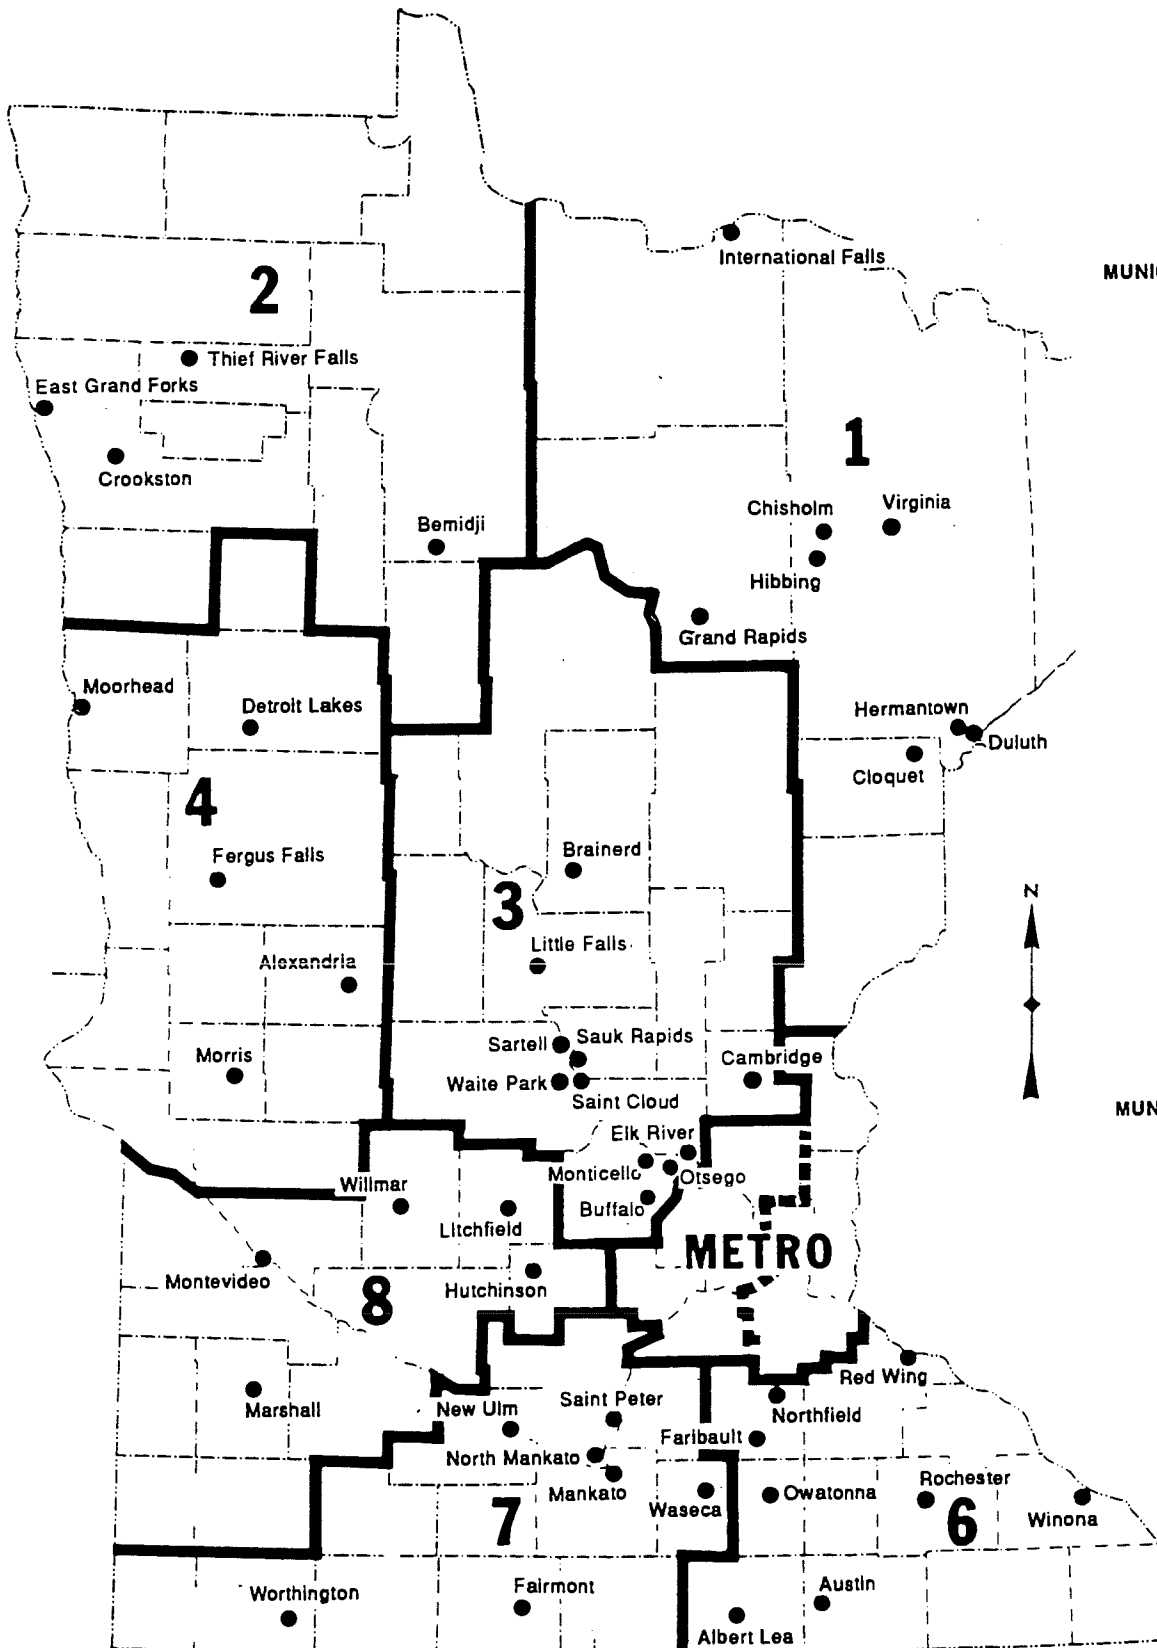 International Falls
MUNI
2
Thief River Falls
East Grand Forks
1
Crookston
Chisholm
Virginia
Bemidji
Hibbing
Grand Rapids
Moorhead
Detroit Lakes
Hermantown
Duluth
Cloquet
4
Fergus Falls
Brainerd
3
N
Little Falls
Alexandria
Sartell
Sauk Rapids
Morris
Cambridge
Waite Park
Saint Cloud
MUN
Elk River
Monticello
Otsego
Willmar
Buffalo
Litchfield
METRO
Montevideo
Hutchinson
8
Red Wing
Marshall
New Ulm
Saint Peter
Northfield
Faribault
North Mankato
Mankato
Rochester
Waseca
Owatonna
Winona
7
6
Worthington
Fairmont
Austin
Albert Lea